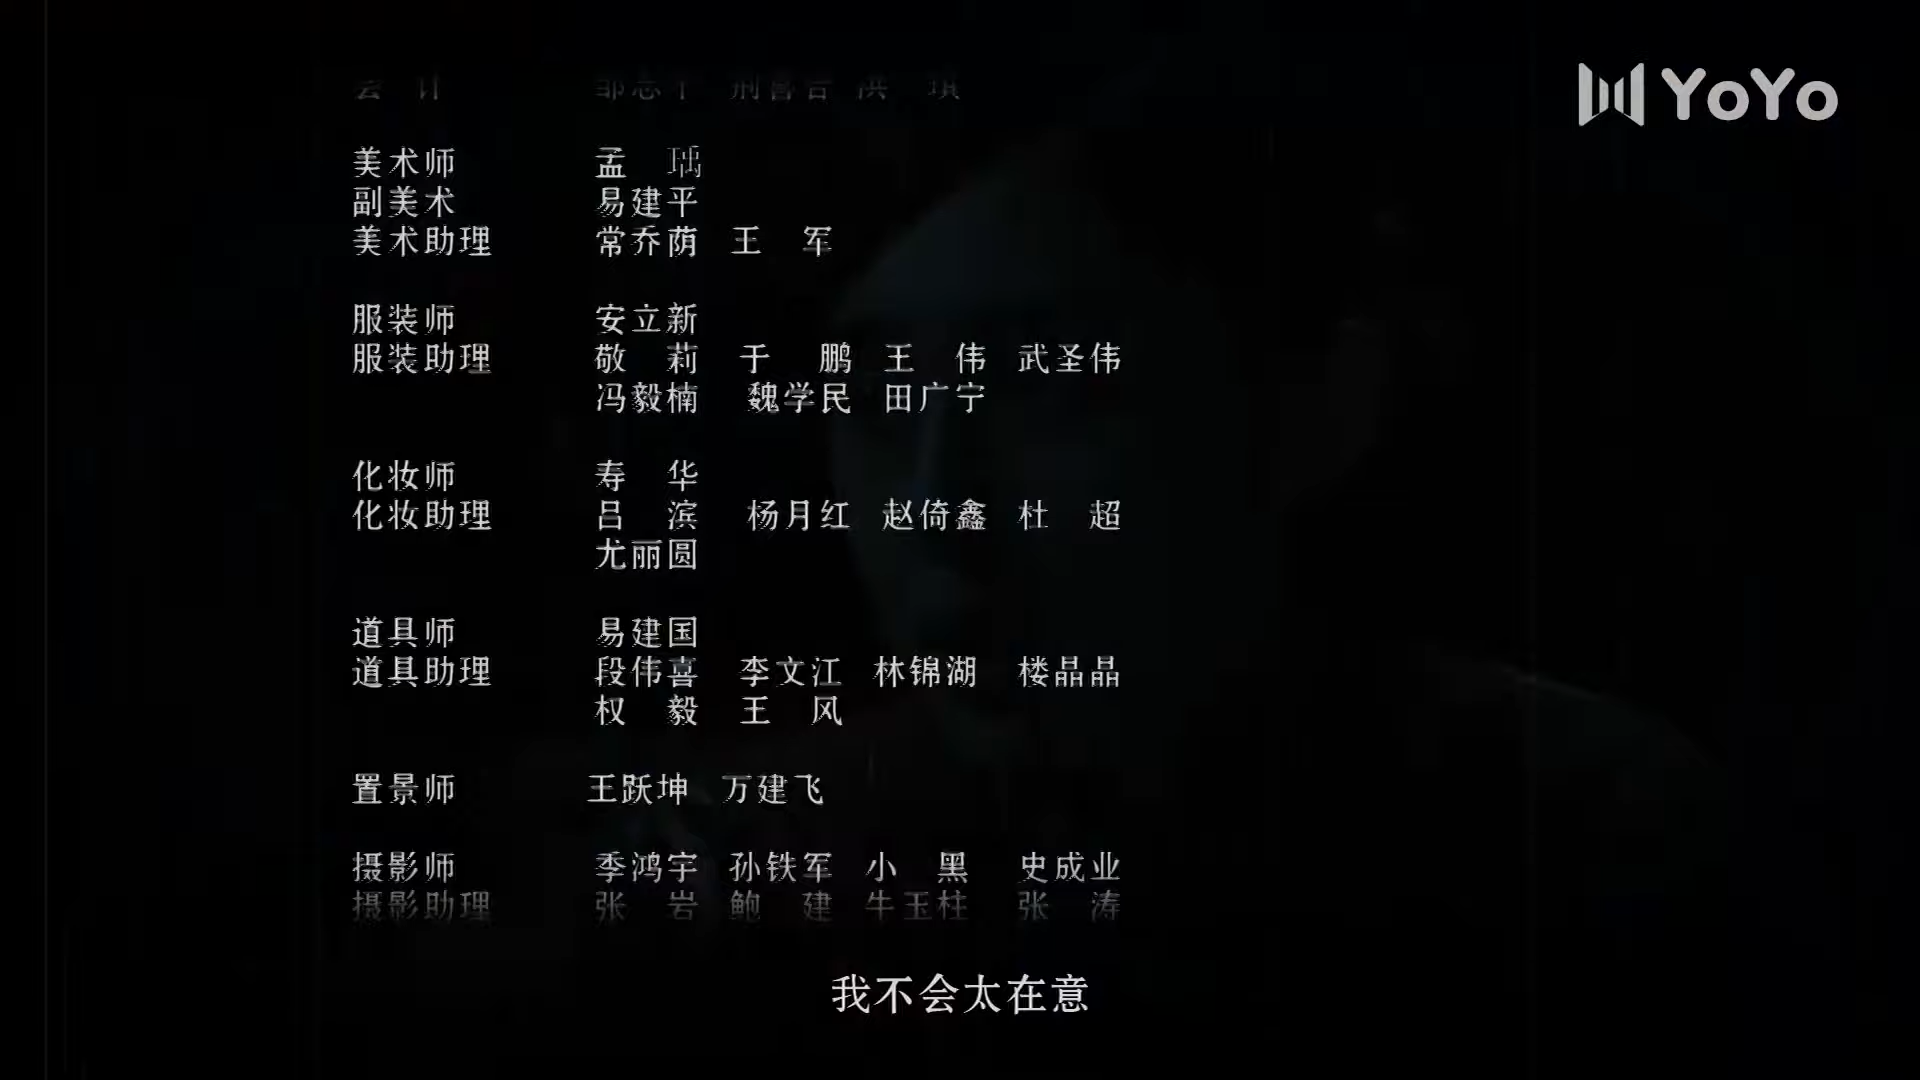 会 计
YoYo
美术师 孟 瑀
副美术 易建平
美术助理 常乔荫 王 军
服装师 安立新
服装助理 敬 莉 于 鹏 王 伟 武圣伟
冯毅楠 魏学民 田广宁
化妆师 寿 华
化妆助理 吕 滨 杨月红 赵倚鑫 杜 超
尤丽圆
道具师 易建国
道具助理 段伟喜 李文江 林锦湖 楼晶晶
权 毅 王 风
置景师 王跃坤 万建飞
摄影师 季鸿宇 孙铁军 小 黑 史成业
摄影助理 张 岩 鲍 建 牛玉柱 张 涛
我不会太在意